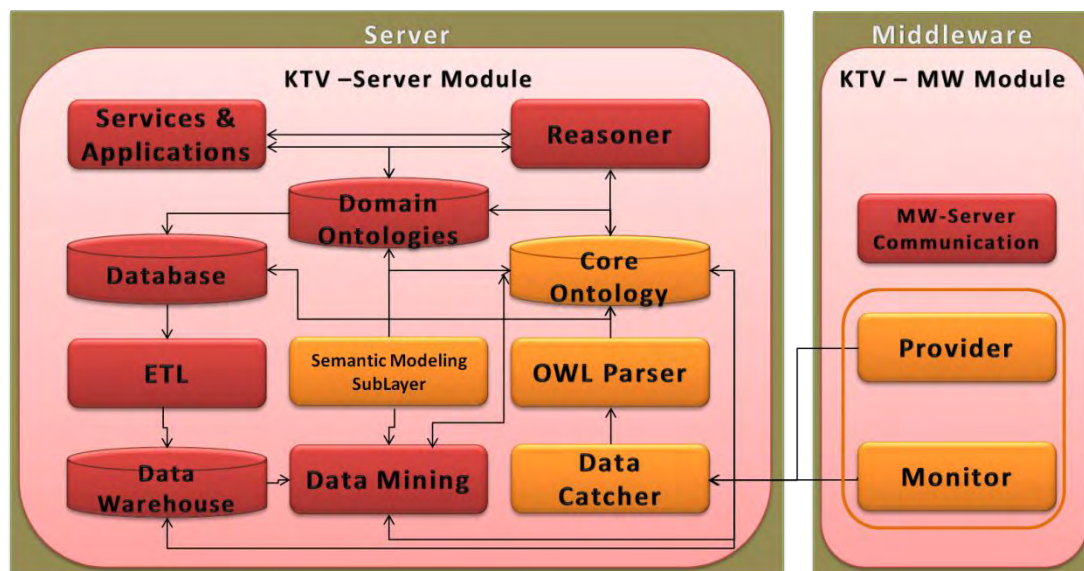 Server
KTV –Server Module
Services &
Applications
Reasoner
Domain
Ontologies
Database
Core
Ontology
ETL
Semantic Modeling
SubLayer
OWL Parser
Data
Warehouse
Data Mining
Data
Catcher
Middleware
KTV – MW Module
MW-Server
Communication
Provider
Monitor